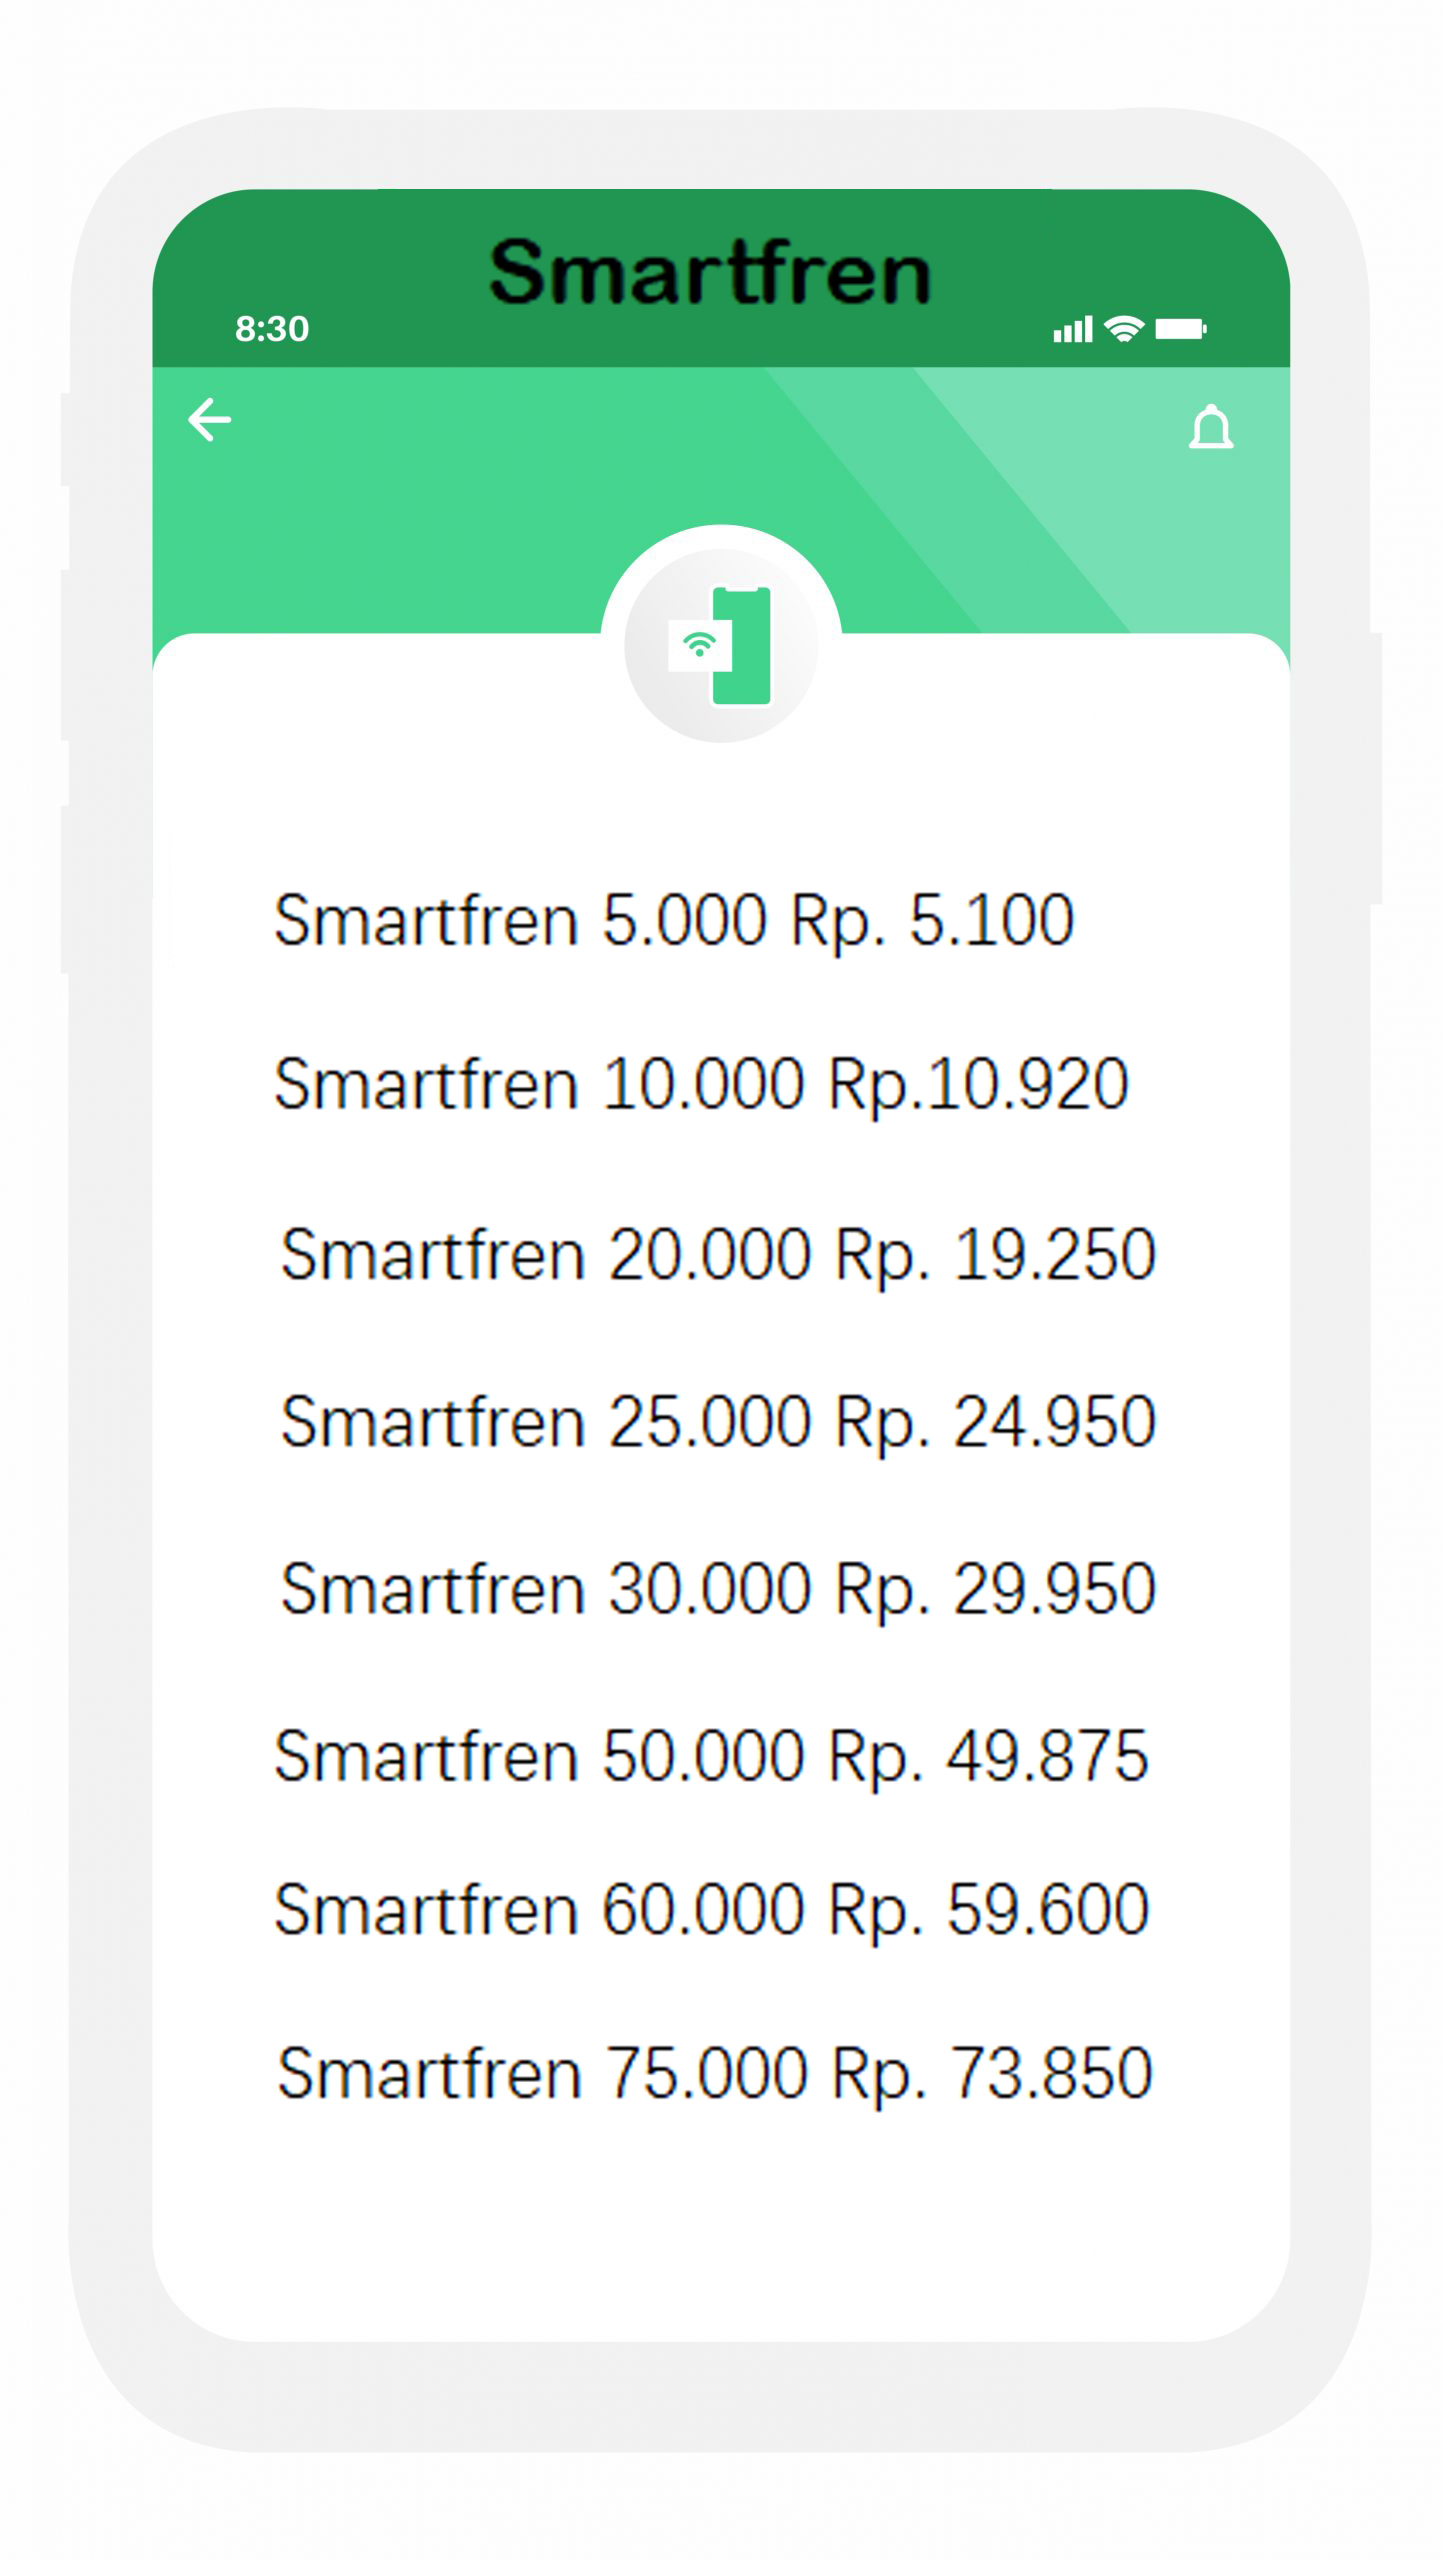 Smartfren
8:30
Smartfren 5.000 Rp. 5.100
Smartfren 10.000 Rp.10.920
Smartfren 20.000 Rp. 19.250
Smartfren 25.000 Rp. 24.950
Smartfren 30.000 Rp. 29.950
Smartfren 50.000 Rp. 49.875
Smartfren 60.000 Rp. 59.600
Smartfren 75.000 Rp. 73.850